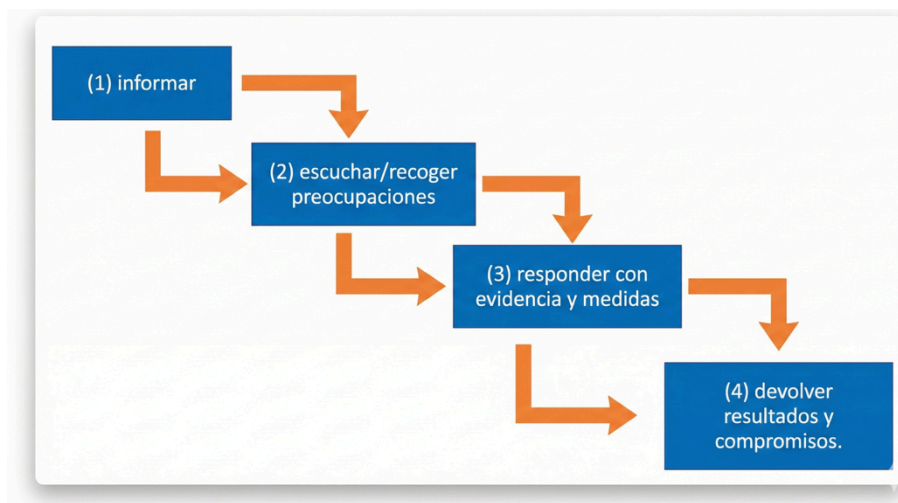 (1) informar
(2) escuchar/recoger
preocupaciones
(3) responder con
evidencia y medidas
(4) devolver
resultados y
compromisos.